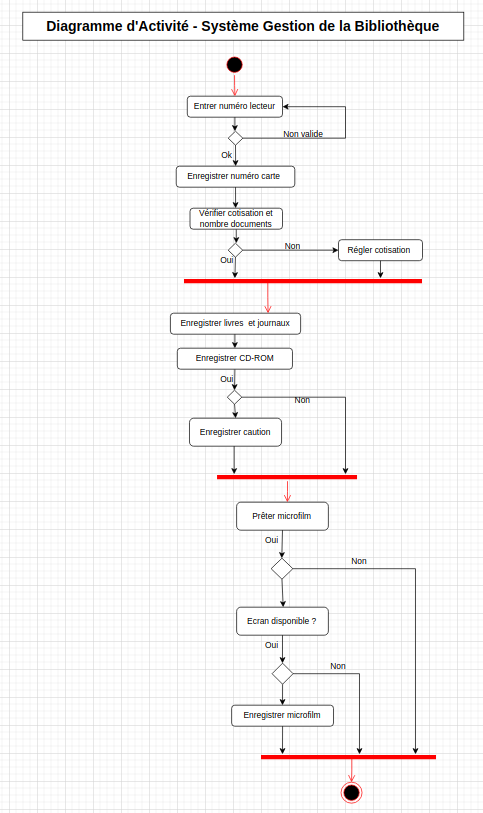 Diagramme d'Activité - Système Gestion de la Bibliothèque
Entrer numéro lecteur
Non valide
Ok
Enregistrer numéro carte
Vérifier cotisation et
nombre documents
Non
Régler cotisation
Oui
Enregistrer livres et journaux
Enregistrer CD-ROM
Oui
Non
Enregistrer caution
Prêter microfilm
Oui
Non
Ecran disponible ?
Oui
Non
Enregistrer microfilm